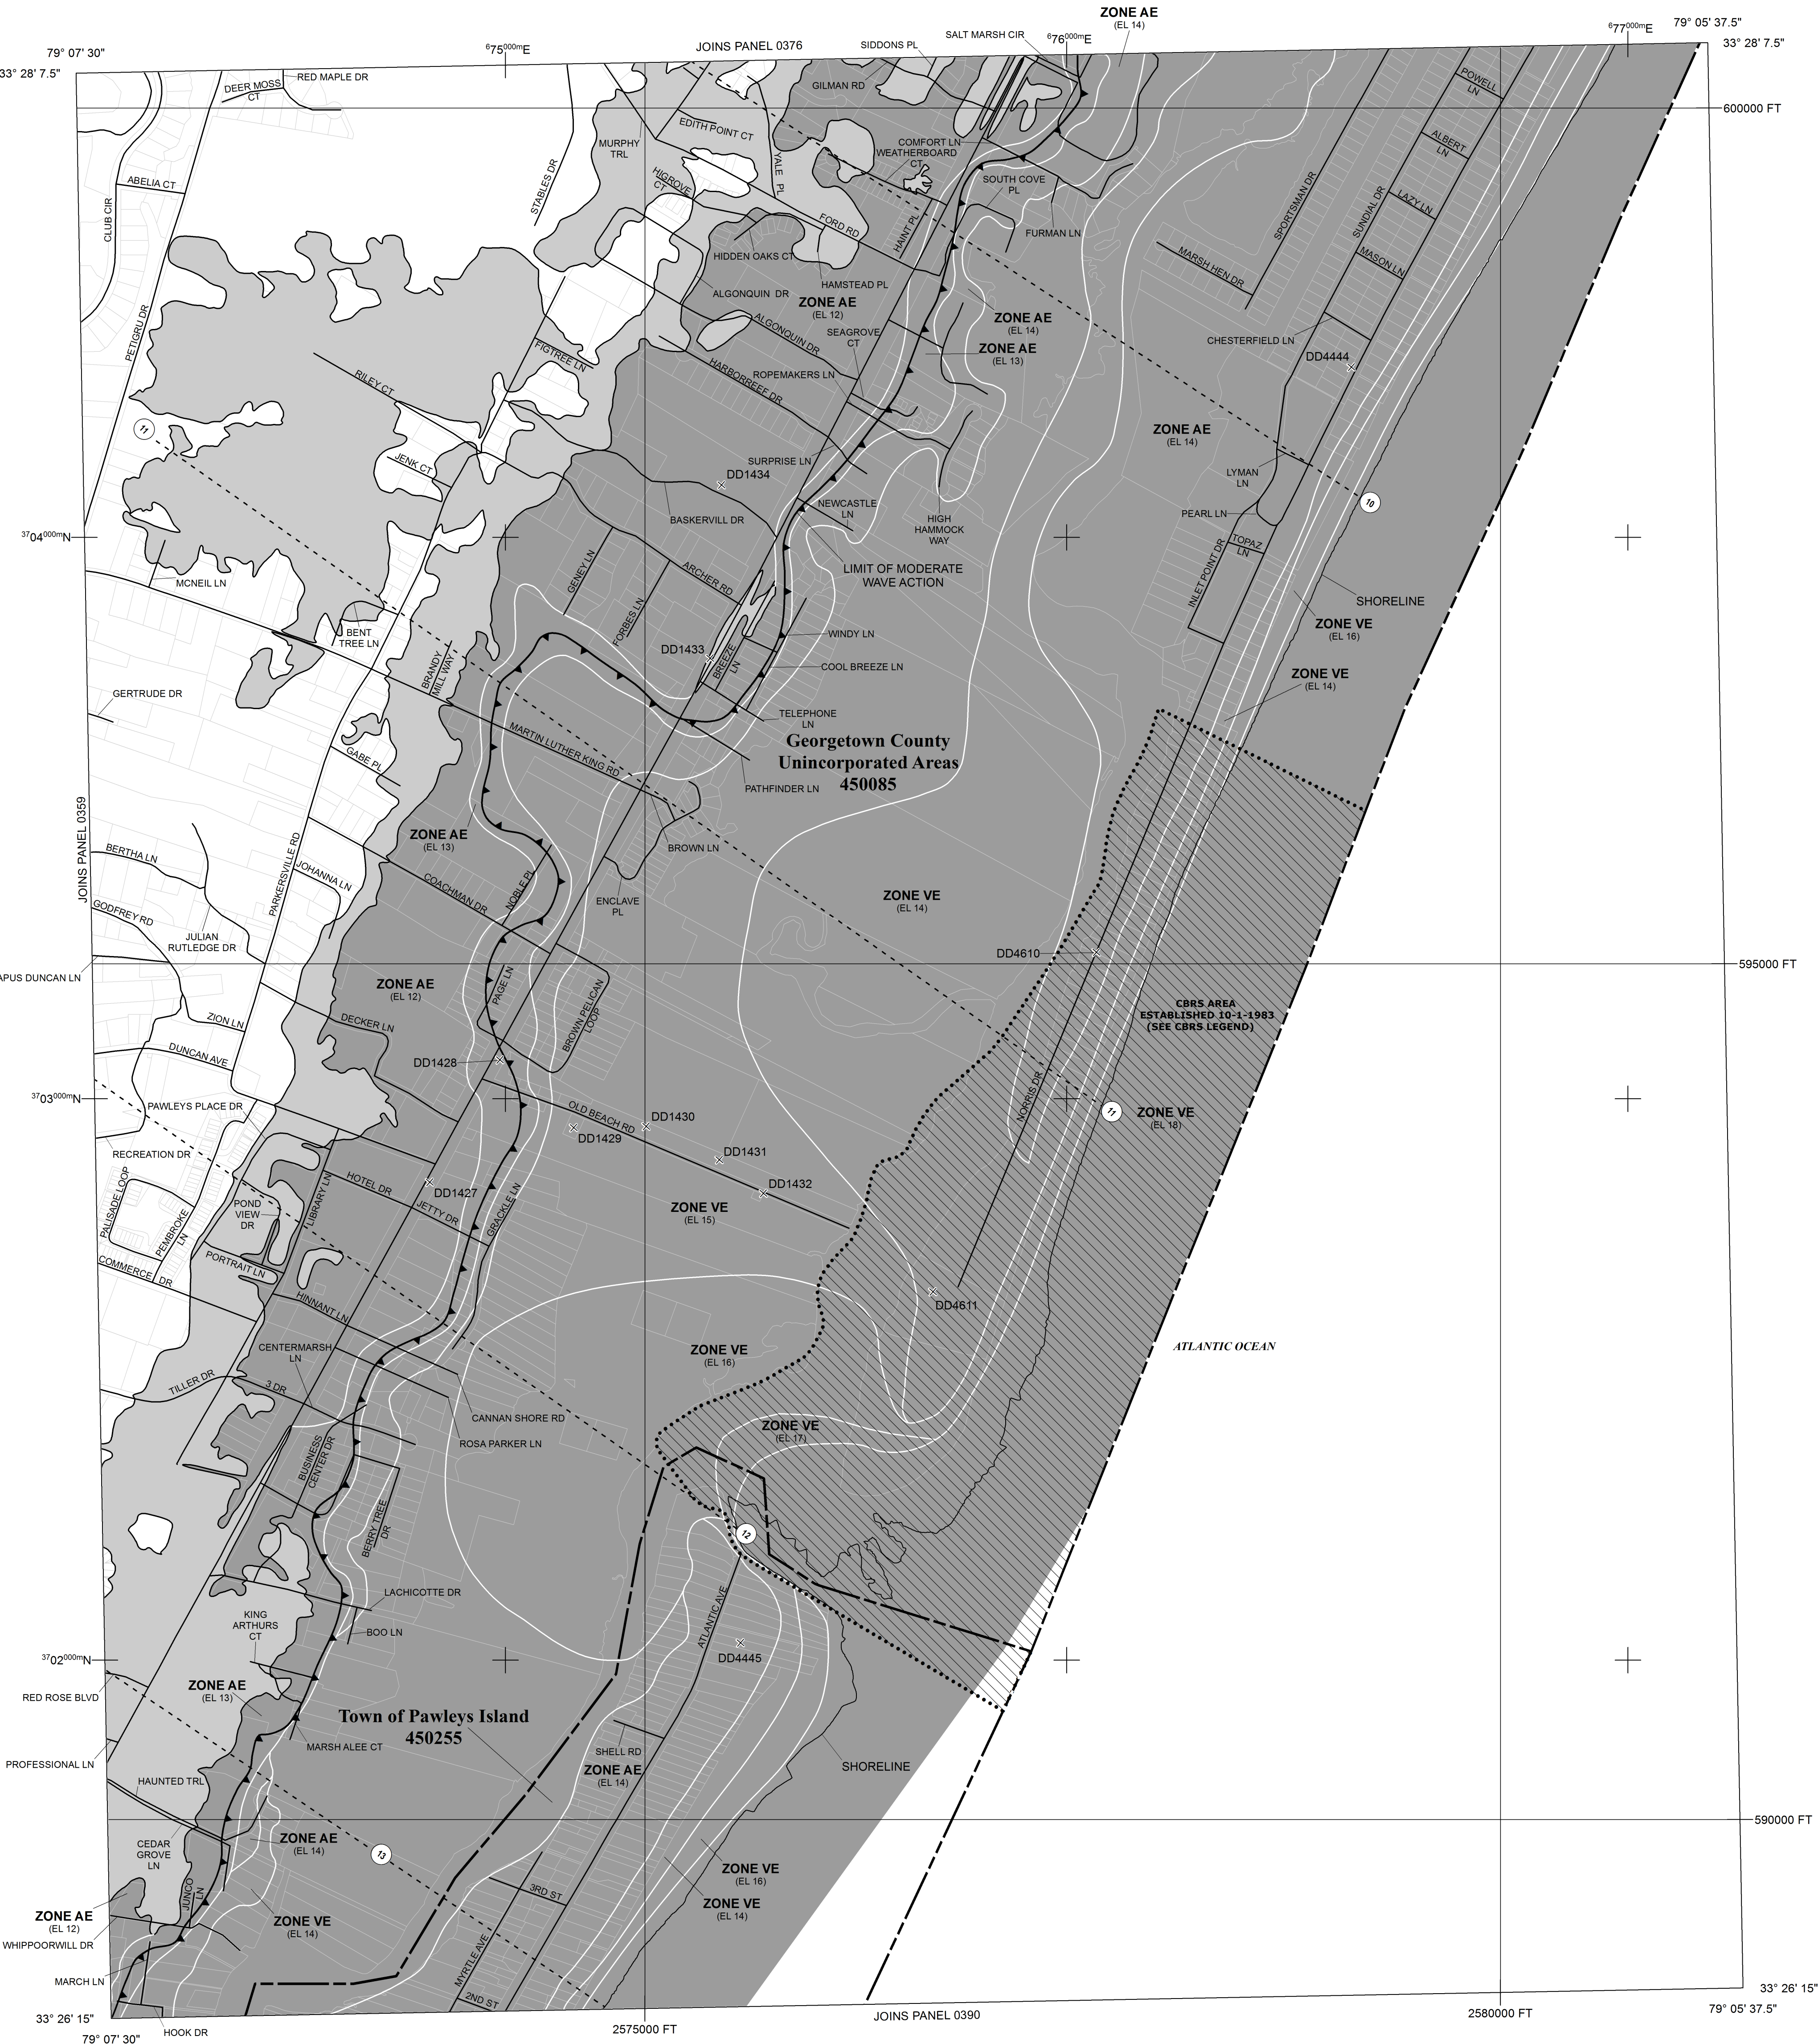 ZONE AE
(EL 14)
79° 07' 30"
⁶75⁰⁰⁰ᵐE
JOINS PANEL 0376
SIDDONS PL
SALT MARSH CIR
⁶76⁰⁰⁰ᵐE
⁶77⁰⁰⁰ᵐE
79° 05' 37.5"
33° 28' 7.5"
33° 28' 7.5"
RED MAPLE DR
DEER MOSS
CT
GILMAN RD
POWELL
LN
600000 FT
EDITH POINT CT
MURPHY
TRL
COMFORT LN
WEATHERBOARD
CT
ALBERT
LN
YALE PL
ABELIA CT
CLUB CIR
STABLES DR
HIGROVE
CT
SOUTH COVE
PL
SPORTSMAN DR
SUNDIAL DR
LAZY LN
FORD RD
HAINT PL
FURMAN LN
HIDDEN OAKS CT
MARSH HEN DR
MASON LN
HAMSTEAD PL
ALGONQUIN DR
ZONE AE
(EL 12)
PETIGRU DR
ALGONQUIN DR
ZONE AE
(EL 14)
SEAGROVE
CT
ZONE AE
(EL 13)
CHESTERFIELD LN
DD4444
FIGTREE LN
HARBORREEF DR
ROPEMAKERS LN
RILEY CT
11
ZONE AE
(EL 14)
JENK CT
SURPRISE LN
DD1434
LYMAN
LN
10
NEWCASTLE
LN
BASKERVILL DR
HIGH
HAMMOCK
WAY
PEARL LN
³⁷04⁰⁰⁰ᵐN
TOPAZ
LN
LIMIT OF MODERATE
WAVE ACTION
MCNEIL LN
GENEY LN
ARCHER RD
INLET POINT DR
SHORELINE
FORBES LN
ZONE VE
(EL 16)
BENT
TREE LN
WINDY LN
DD1433
BREEZE
LN
COOL BREEZE LN
BRANDY
MILL WAY
ZONE VE
(EL 14)
GERTRUDE DR
TELEPHONE
LN
MARTIN LUTHER KING RD
Georgetown County
Unincorporated Areas
450085
GABE PL
PATHFINDER LN
JOINS PANEL 0359
ZONE AE
(EL 13)
BROWN LN
BERTHA LN
PARKERSVILLE RD
JOHANNA LN
COACHMAN DR
NOBLE PL
ENCLAVE
PL
ZONE VE
(EL 14)
GODFREY RD
JULIAN
RUTLEDGE DR
DD4610
595000 FT
APUS DUNCAN LN
ZONE AE
(EL 12)
PAGE LN
BROWN PELICAN
LOOP
CBRS AREA
ESTABLISHED 10-1-1983
(SEE CBRS LEGEND)
ZION LN
DECKER LN
DUNCAN AVE
DD1428
NORRIS DR
³⁷03⁰⁰⁰ᵐN
PAWLEYS PLACE DR
OLD BEACH RD
DD1430
DD1429
11
ZONE VE
(EL 18)
RECREATION DR
DD1431
PALISADE LOOP
HOTEL DR
DD1427
DD1432
POND
VIEW
DR
LIBRARY LN
JETTY DR
GRACKLE LN
ZONE VE
(EL 15)
PEMBROKE
LN
PORTRAIT LN
COMMERCE DR
HINNANT LN
DD4611
CENTERMARSH
LN
ZONE VE
(EL 16)
ATLANTIC OCEAN
TILLER DR
3 DR
CANNAN SHORE RD
ROSA PARKER LN
ZONE VE
(EL 17)
BUSINESS
CENTER DR
BERRY TREE
DR
12
LACHICOTTE DR
KING
ARTHURS
CT
BOO LN
ATLANTIC AVE
DD4445
³⁷02⁰⁰⁰ᵐN
ZONE AE
(EL 13)
RED ROSE BLVD
Town of Pawleys Island
450255
MARSH ALEE CT
SHELL RD
PROFESSIONAL LN
ZONE AE
(EL 14)
SHORELINE
HAUNTED TRL
590000 FT
ZONE AE
(EL 14)
CEDAR
GROVE
LN
13
ZONE VE
(EL 16)
3RD ST
JUNCO
LN
ZONE VE
(EL 14)
ZONE AE
(EL 12)
ZONE VE
(EL 14)
WHIPPOORWILL DR
MYRTLE AVE
MARCH LN
2ND ST
33° 26' 15"
33° 26' 15"
HOOK DR
79° 07' 30"
2575000 FT
JOINS PANEL 0390
2580000 FT
79° 05' 37.5"